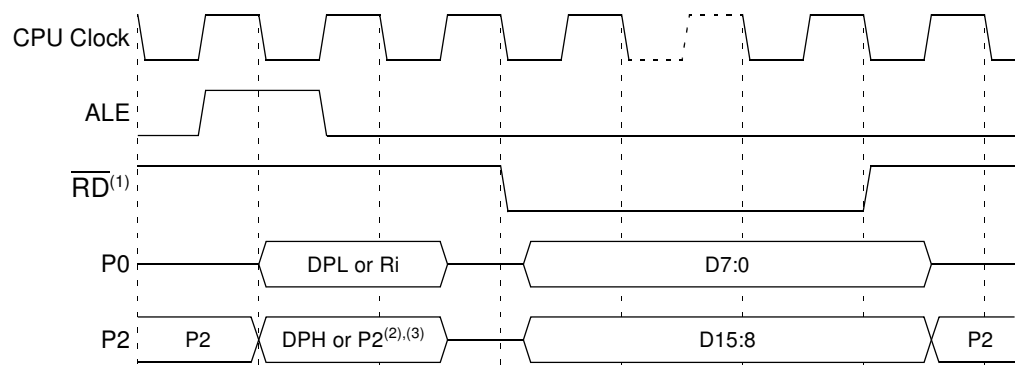 CPU Clock
ALE
RD(1)
P0 DPL or Ri D7:0
P2 P2 DPH or P2(2),(3) D15:8 P2